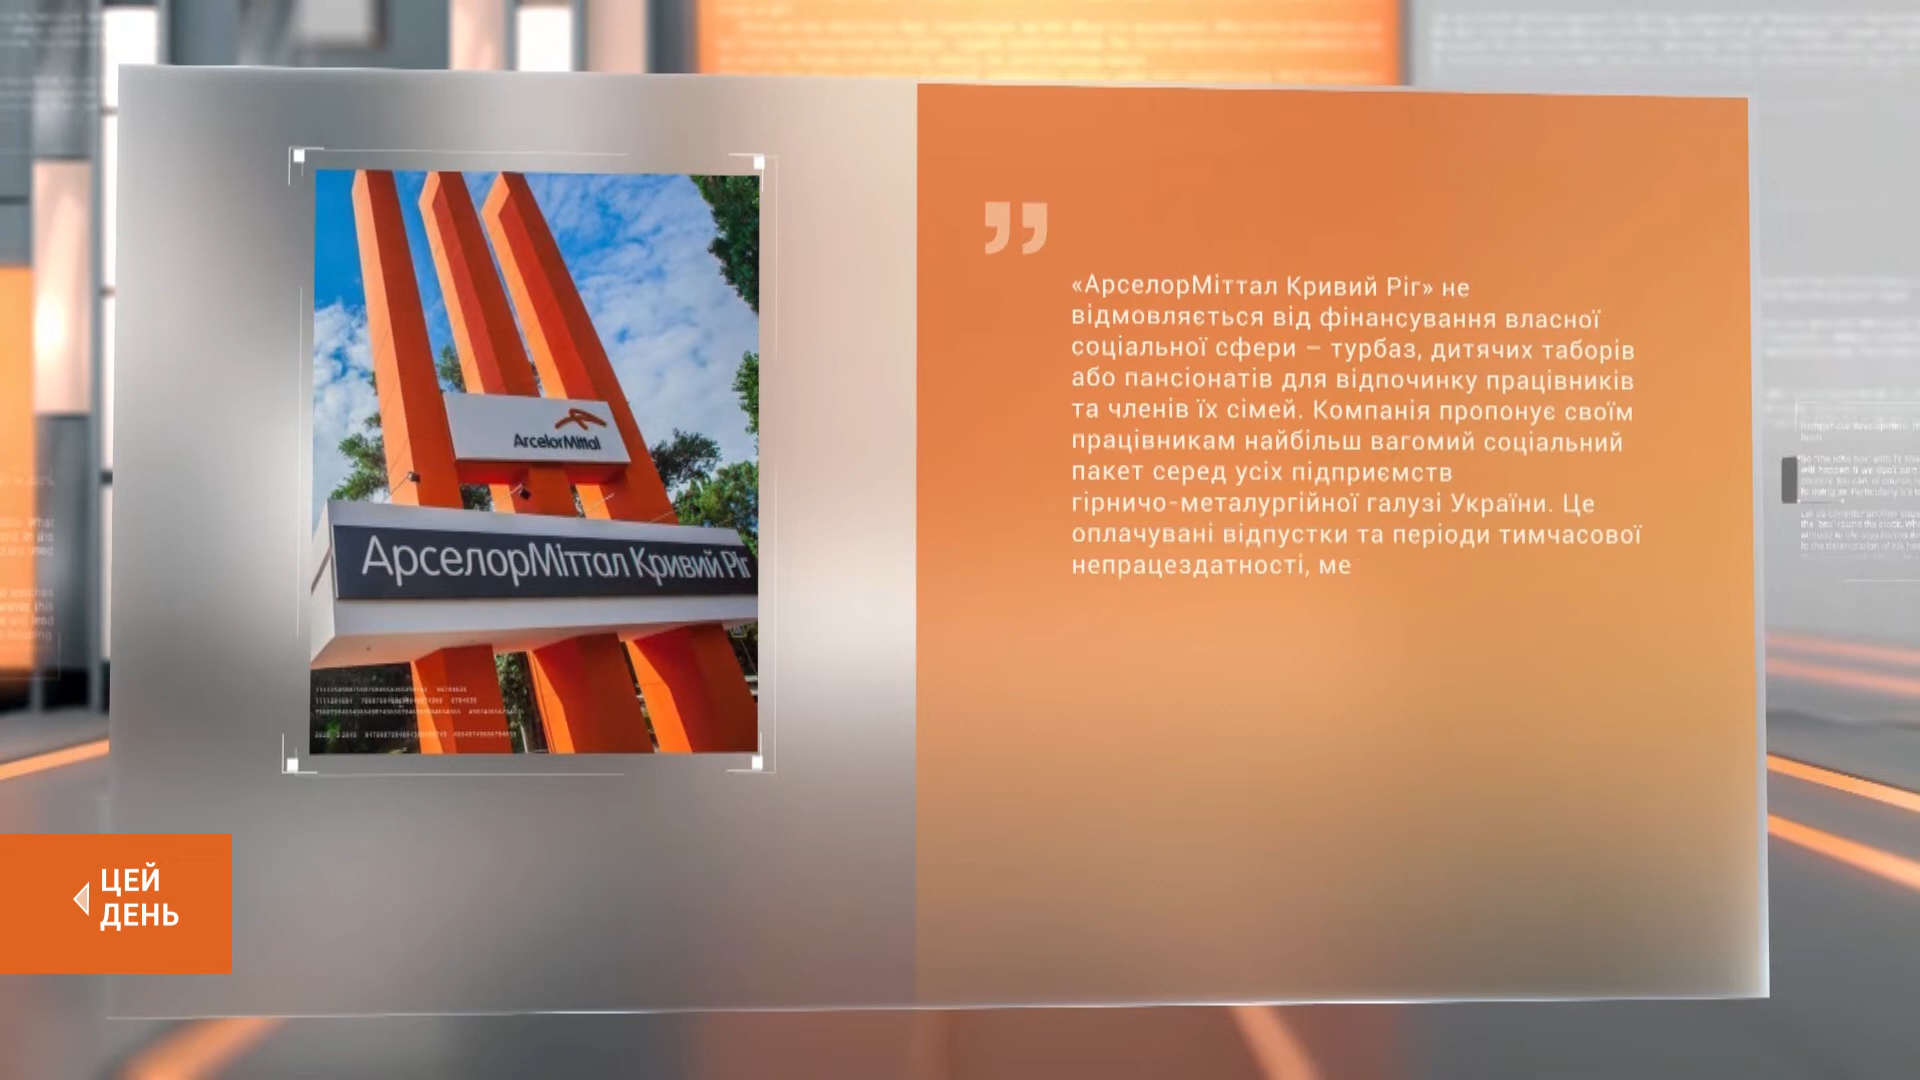 ArcelorMittal
АрселорМіттал Кривий Ріг
«АрселорМіттал Кривий Ріг» не
відмовляється від фінансування власної
соціальної сфери – турбаз, дитячих таборів
або пансіонатів для відпочинку працівників
та членів їх сімей. Компанія пропонує своїм
працівникам найбільш вагомий соціальний
пакет серед усіх підприємств
гірничо-металургійної галузі України. Це
оплачувані відпустки та періоди тимчасової
непрацездатності, ме
ЦЕЙ
ДЕНЬ